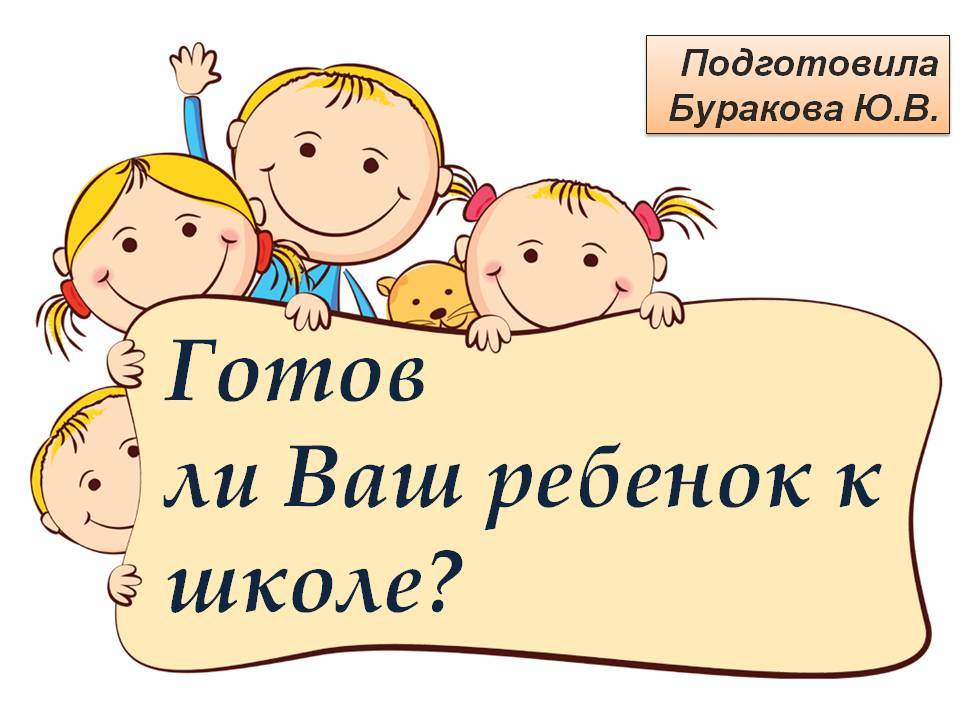 Подготовила
Буракова Ю.В.
Готов
ли Ваш ребенок к
школе?